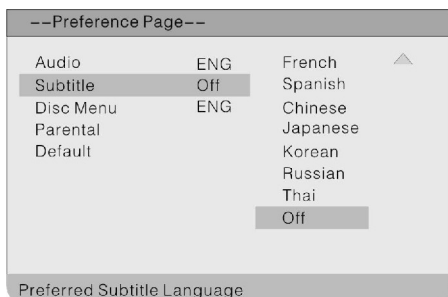 --Preference Page--
Audio ENG
Subtitle Off
Disc Menu ENG
Parental
Default
French
Spanish
Chinese
Japanese
Korean
Russian
Thai
Off
Preferred Subtitle Language